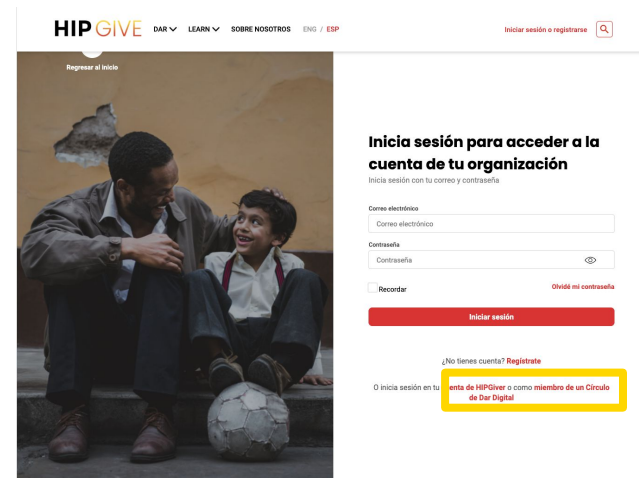 HIPGIVE DAR LEARN SOBRE NOSOTROS ENG / ESP Iniciar sesión o registrarse
Regresar al inicio
Inicia sesión para acceder a la
cuenta de tu organización
Inicia sesión con tu correo y contraseña
Correo electrónico
Correo electrónico
Contraseña
Contraseña
Recordar Olvidé mi contraseña
Iniciar sesión
¿No tienes cuenta? Regístrate
O inicia sesión en tu enta de HIPGiver o como miembro de un Círculo
de Dar Digital